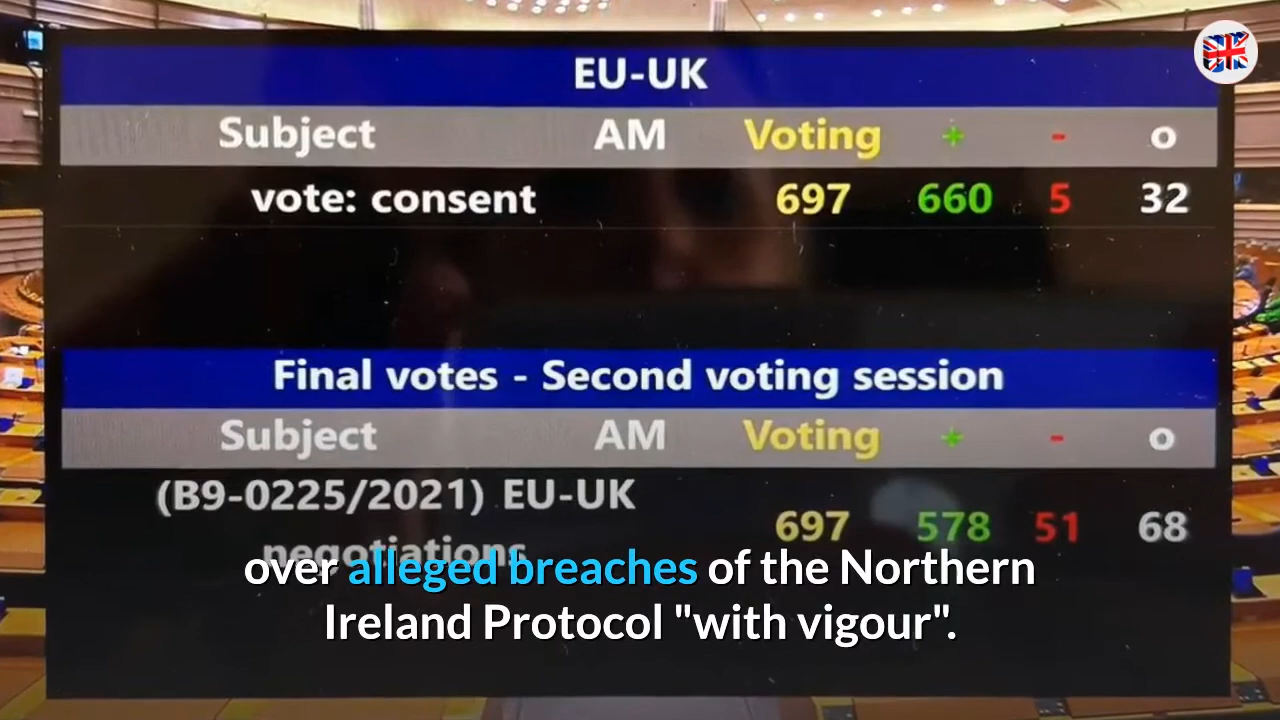 EU-UK
Subject AM Voting + - o
vote: consent 697 660 5 32
Final votes - Second voting session
Subject AM Voting + - o
(B9-0225/2021) EU-UK
negotiations 697 578 51 68
over alleged breaches of the Northern
Ireland Protocol "with vigour".